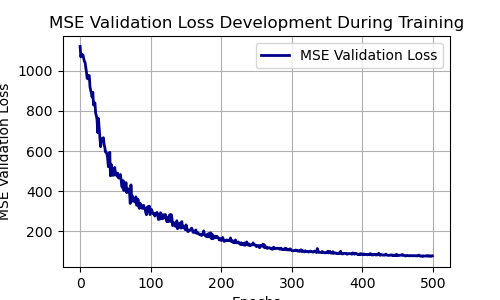 MSE Validation Loss Development During Training
MSE Validation Loss
MSE Validation Loss
1000
800
600
400
200
0
100
200
300
400
500
Epochs